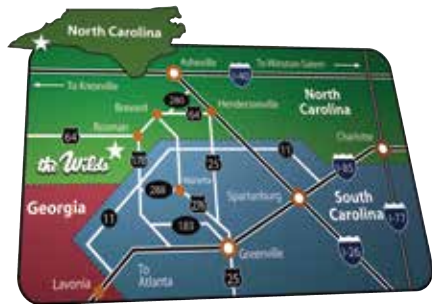 North Carolina
Asheville
To Winston-Salem
I-40
To Knoxville
280
Brevard
64
Hendersonville
North
Carolina
Rosman
64
Charlotte
the Wilds
178
25
11
I-85
288
Marietta
Georgia
Spartanburg
South
Carolina
I-77
11
276
183
Greenville
I-26
Lavonia
To
Atlanta
25